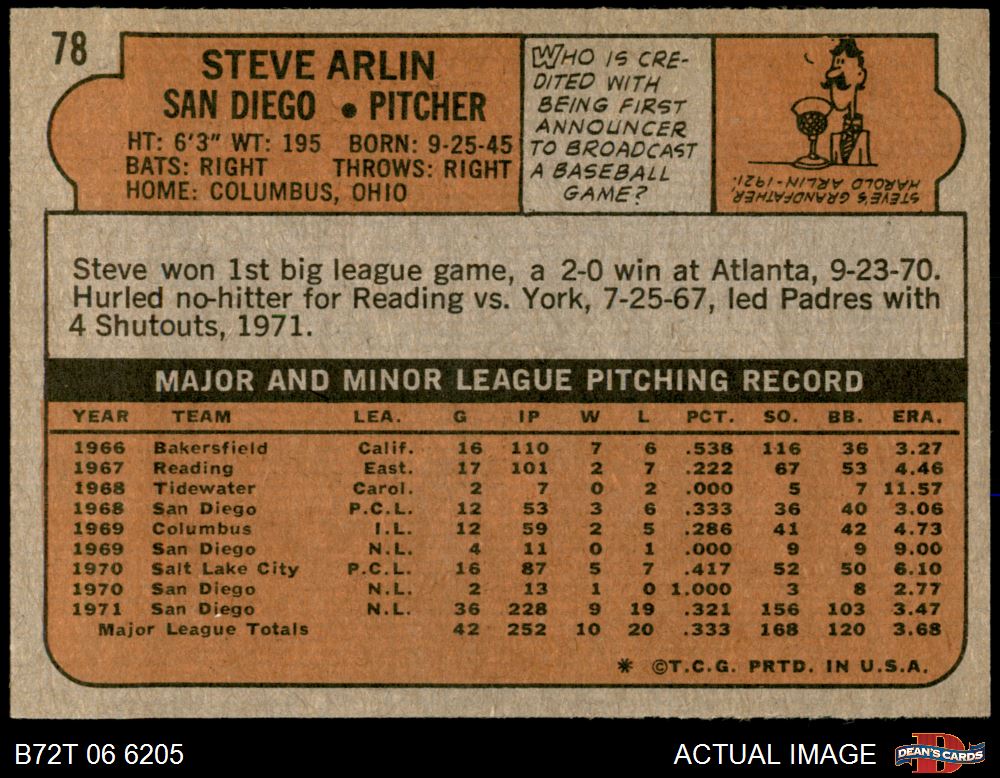 78
STEVE ARLIN
SAN DIEGO • PITCHER
HT: 6'3" WT: 195 BORN: 9-25-45
BATS: RIGHT THROWS: RIGHT
HOME: COLUMBUS, OHIO
WHO IS CRE-
DITED WITH
BEING FIRST
ANNOUNCER
TO BROADCAST
A BASEBALL
GAME?
STEVE'S GRANDFATHER,
HAROLD ARLIN-1921.
Steve won 1st big league game, a 2-0 win at Atlanta, 9-23-70.
Hurled no-hitter for Reading vs. York, 7-25-67, led Padres with
4 Shutouts, 1971.
MAJOR AND MINOR LEAGUE PITCHING RECORD
YEAR TEAM LEA. G IP W L PCT. SO. BB. ERA.
1966 Bakersfield Calif. 16 110 7 6 .538 116 36 3.27
1967 Reading East. 17 101 2 7 .222 67 53 4.46
1968 Tidewater Carol. 2 7 0 2 .000 5 7 11.57
1968 San Diego P.C.L. 12 53 3 6 .333 36 40 3.06
1969 Columbus I.L. 12 59 2 5 .286 41 42 4.73
1969 San Diego N.L. 4 11 0 1 .000 9 9 9.00
1970 Salt Lake City P.C.L. 16 87 5 7 .417 52 50 6.10
1970 San Diego N.L. 2 13 1 0 1.000 3 8 2.77
1971 San Diego N.L. 36 228 9 19 .321 156 103 3.47
Major League Totals 42 252 10 20 .333 168 120 3.68
* ©T.C.G. PRTD. IN U.S.A.
B72T 06 6205
ACTUAL IMAGE
DEAN'S CARDS